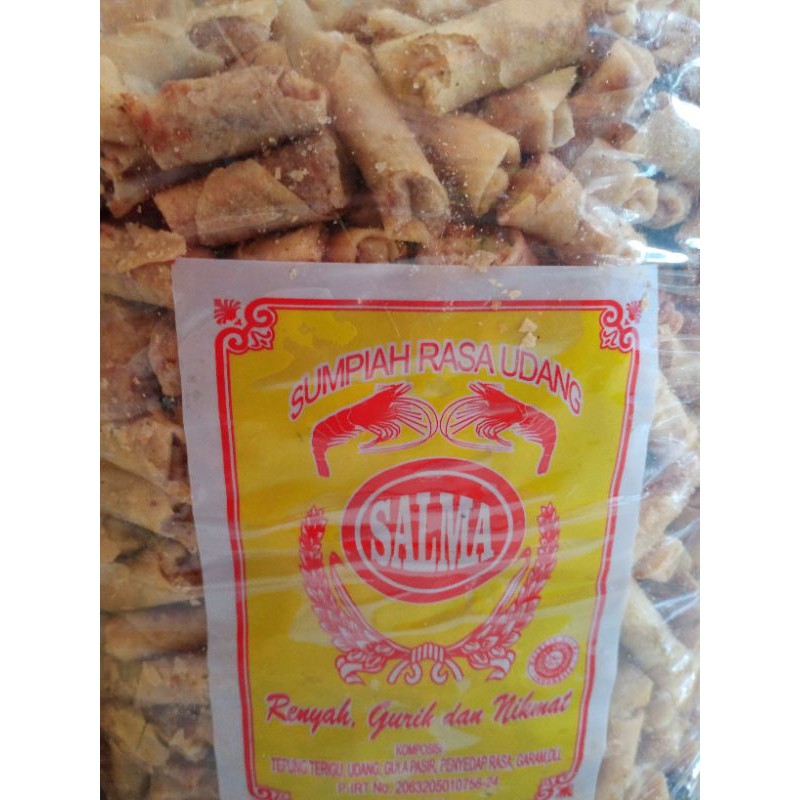 SUMPIAH RASA UDANG
SALMA
Renyah, Gurih dan Nikmat
KOMPOSISI
TEPUNG TERIGU, UDANG, GULA PASIR, PENYEDAP RASA, GARAM, DLL
P-IRT No. 2063205010758-24